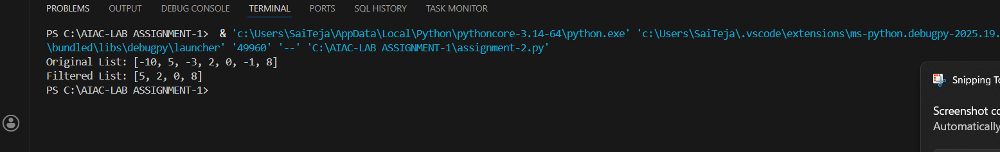 PROBLEMS OUTPUT DEBUG CONSOLE TERMINAL PORTS SQL HISTORY TASK MONITOR
PS C:\AIAC-LAB ASSIGNMENT-1> & 'c:\Users\SaiTeja\AppData\Local\Python\pythoncore-3.14-64\python.exe' 'c:\Users\SaiTeja\.vscode\extensions\ms-python.debugpy-2025.19.
\bundled\libs\debugpy\launcher' '49960' '--' 'C:\AIAC-LAB ASSIGNMENT-1\assignment-2.py'
Original List: [-10, 5, -3, 2, 0, -1, 8]
Filtered List: [5, 2, 0, 8]
PS C:\AIAC-LAB ASSIGNMENT-1>
Snipping To
Screenshot co
Automatically